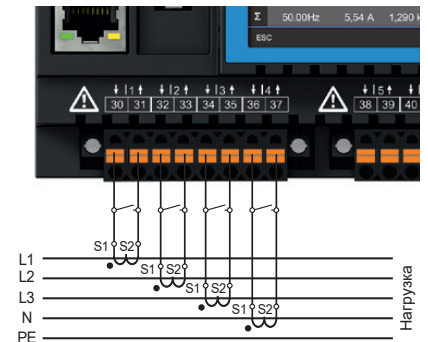 Σ 50.00Hz 5,54 A 1,290 k
ESC
I1 I2 I3 I4 I5
30 31 32 33 34 35 36 37 38 39 40
S1 S2
L1
L2
S1 S2
L3
S1 S2
N
S1 S2
PE
Нагрузка